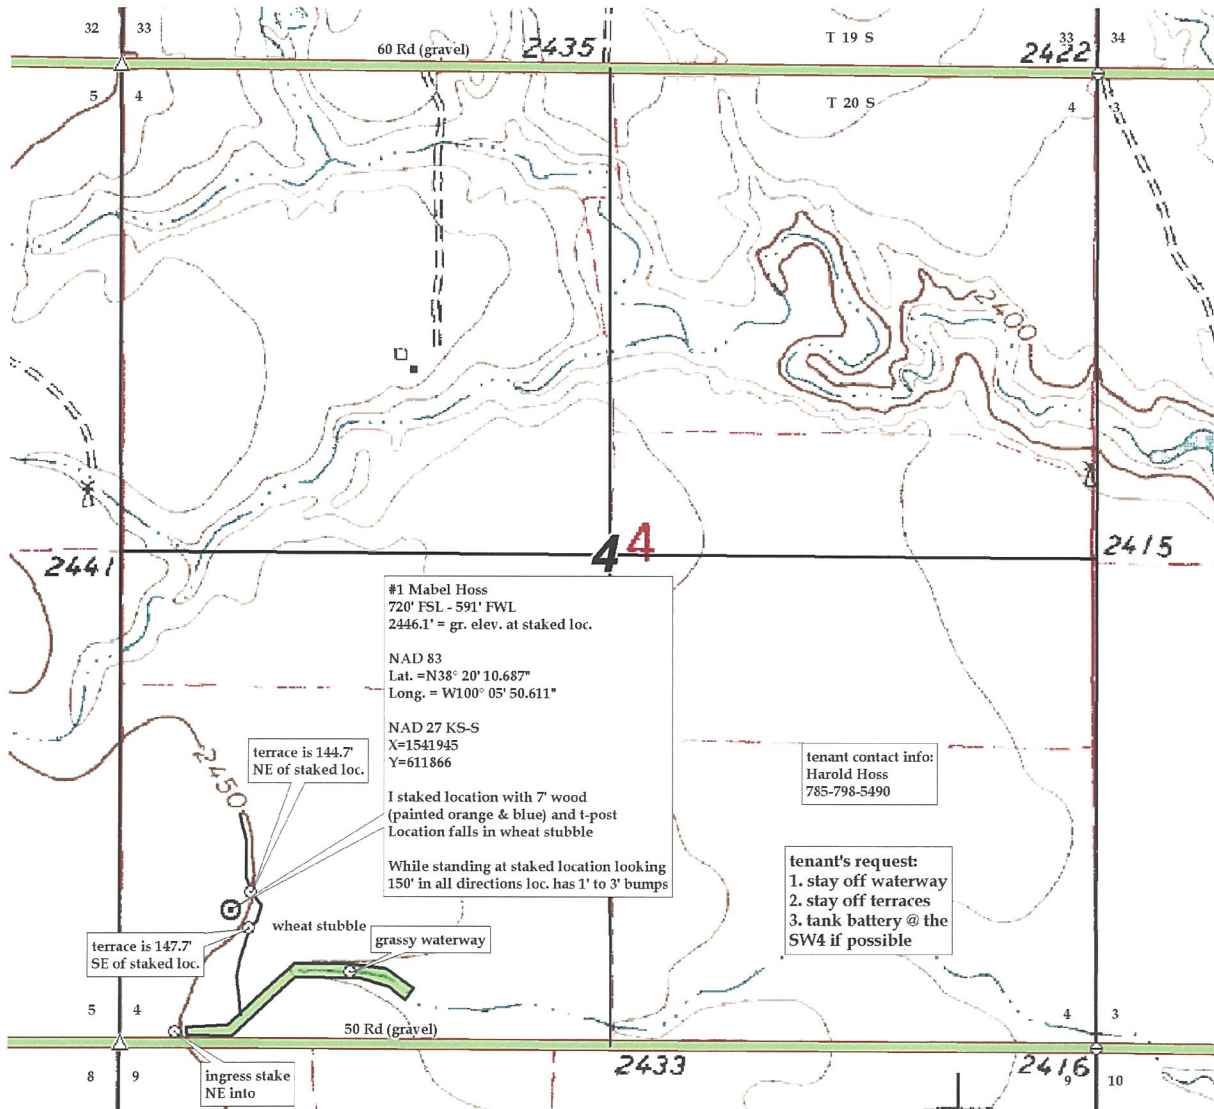 32 33
60 Rd (gravel)
2435
T 19 S
33 34
2422
5 4
T 20 S
4 3
2400
2441
4 4
2415
#1 Mabel Hoss
720' FSL - 591' FWL
2446.1' = gr. elev. at staked loc.
NAD 83
Lat. =N38° 20' 10.687"
Long. = W100° 05' 50.611"
NAD 27 KS-S
X=1541945
Y=611866
I staked location with 7' wood
(painted orange & blue) and t-post
Location falls in wheat stubble
While standing at staked location looking
150' in all directions loc. has 1' to 3' bumps
terrace is 144.7'
NE of staked loc.
2450
tenant contact info:
Harold Hoss
785-798-5490
tenant's request:
1. stay off waterway
2. stay off terraces
3. tank battery @ the
SW4 if possible
wheat stubble
grassy waterway
terrace is 147.7'
SE of staked loc.
5 4
50 Rd (gravel)
4 3
8 9
ingress stake
NE into
2433
2416
9 10